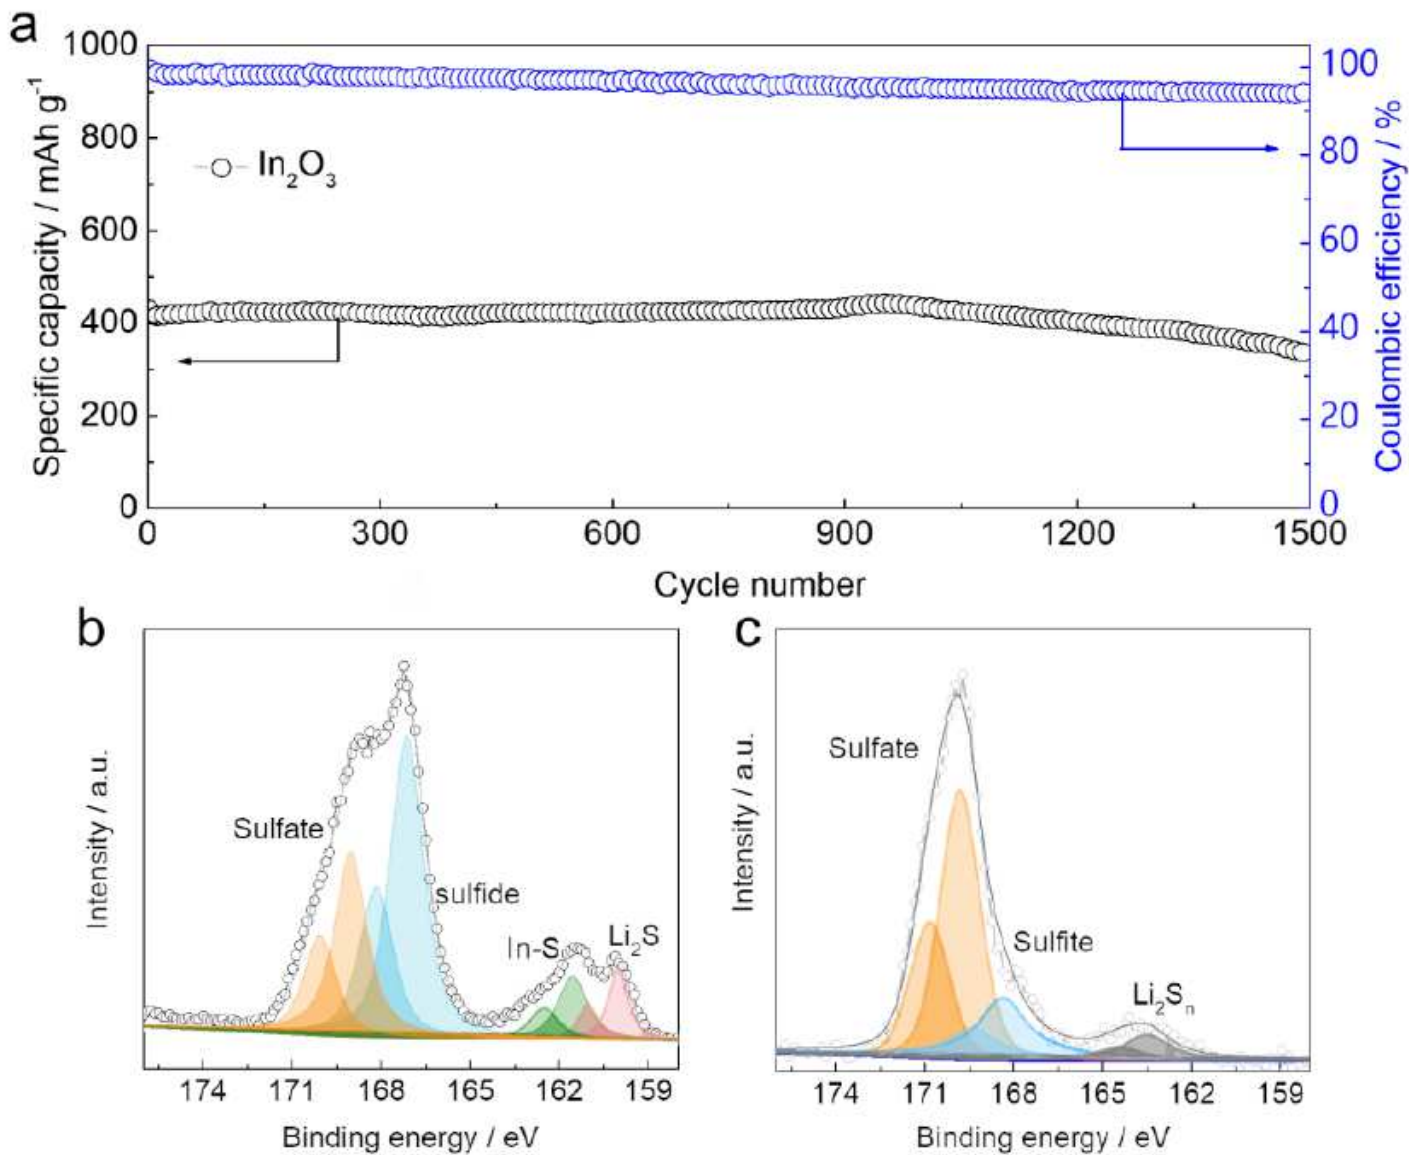 a
Specific capacity / mAh g⁻¹
1000
800
600
400
200
0
In₂O₃
100
80
60
40
20
0
Coulombic efficiency / %
0 300 600 900 1200 1500
Cycle number
b
Intensity / a.u.
Sulfate
sulfide
In-S
Li₂S
174 171 168 165 162 159
Binding energy / eV
c
Intensity / a.u.
Sulfate
Sulfite
Li₂Sₙ
174 171 168 165 162 159
Binding energy / eV